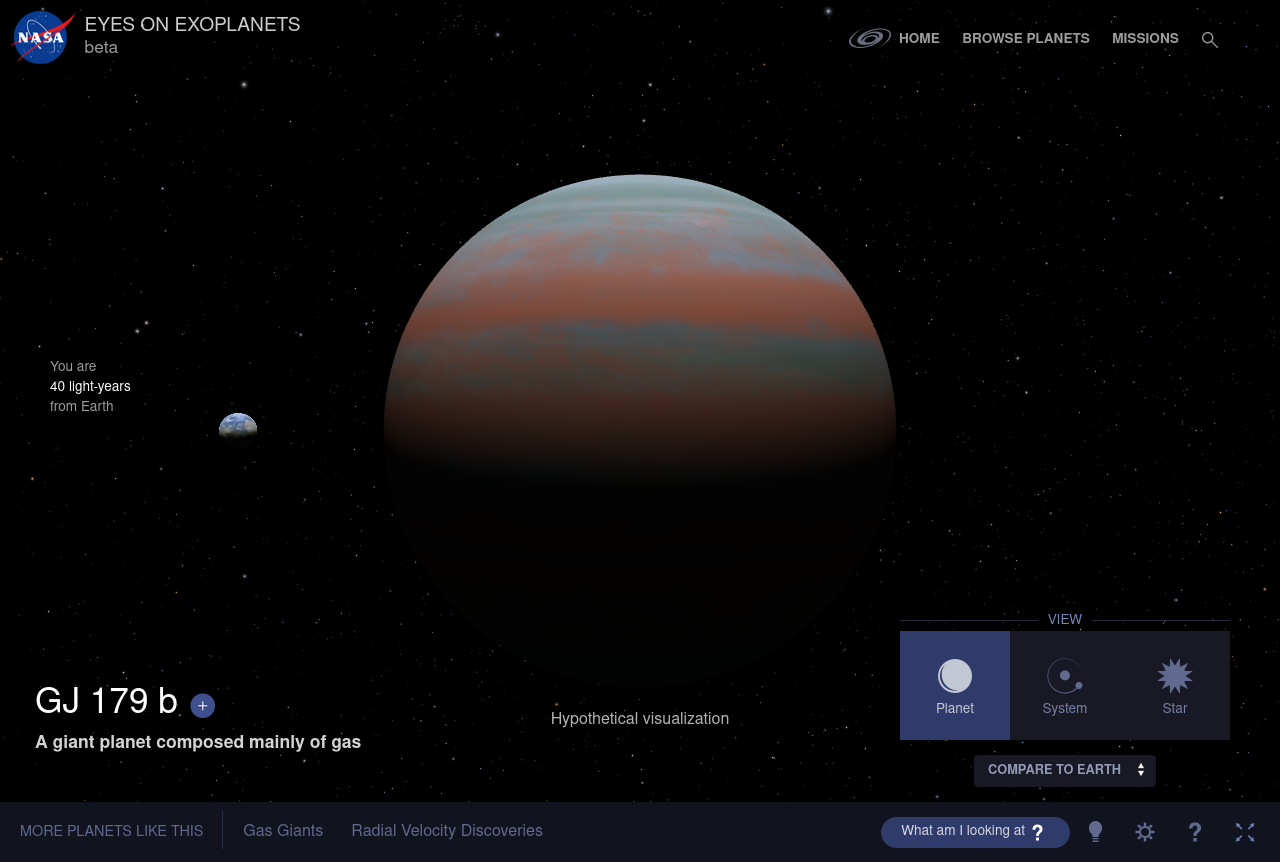 NASA
EYES ON EXOPLANETS
beta
HOME
BROWSE PLANETS
MISSIONS
You are
40 light-years
from Earth
VIEW
Planet
System
Star
GJ 179 b +
A giant planet composed mainly of gas
Hypothetical visualization
COMPARE TO EARTH
MORE PLANETS LIKE THIS
Gas Giants
Radial Velocity Discoveries
What am I looking at ?
?